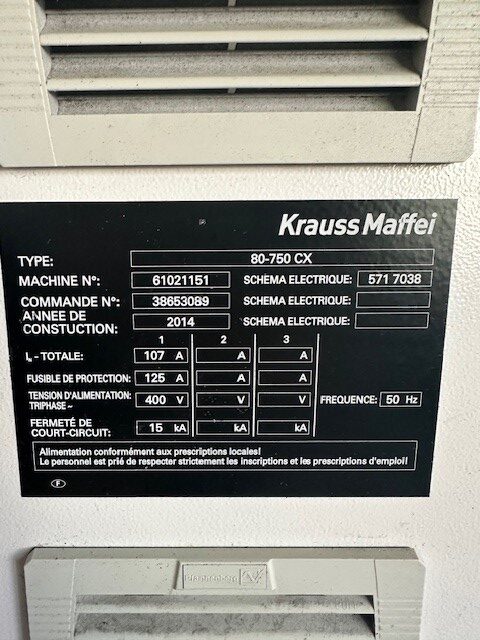 Krauss Maffei
TYPE: 80-750 CX
MACHINE N°: 61021151 SCHEMA ELECTRIQUE: 571 7038
COMMANDE N°: 38653089 SCHEMA ELECTRIQUE:
ANNEE DE
CONSTUCTION: 2014 SCHEMA ELECTRIQUE:
1 2 3
IN - TOTALE: 107 A A A
FUSIBLE DE PROTECTION: 125 A A A
TENSION D'ALIMENTATION:
TRIPHASE ~ 400 V V V FREQUENCE: 50 Hz
FERMETÉ DE
COURT-CIRCUIT: 15 kA kA kA
Alimentation conformément aux prescriptions locales!
Le personnel est prié de respecter strictement les inscriptions et les prescriptions d'emploi!
F